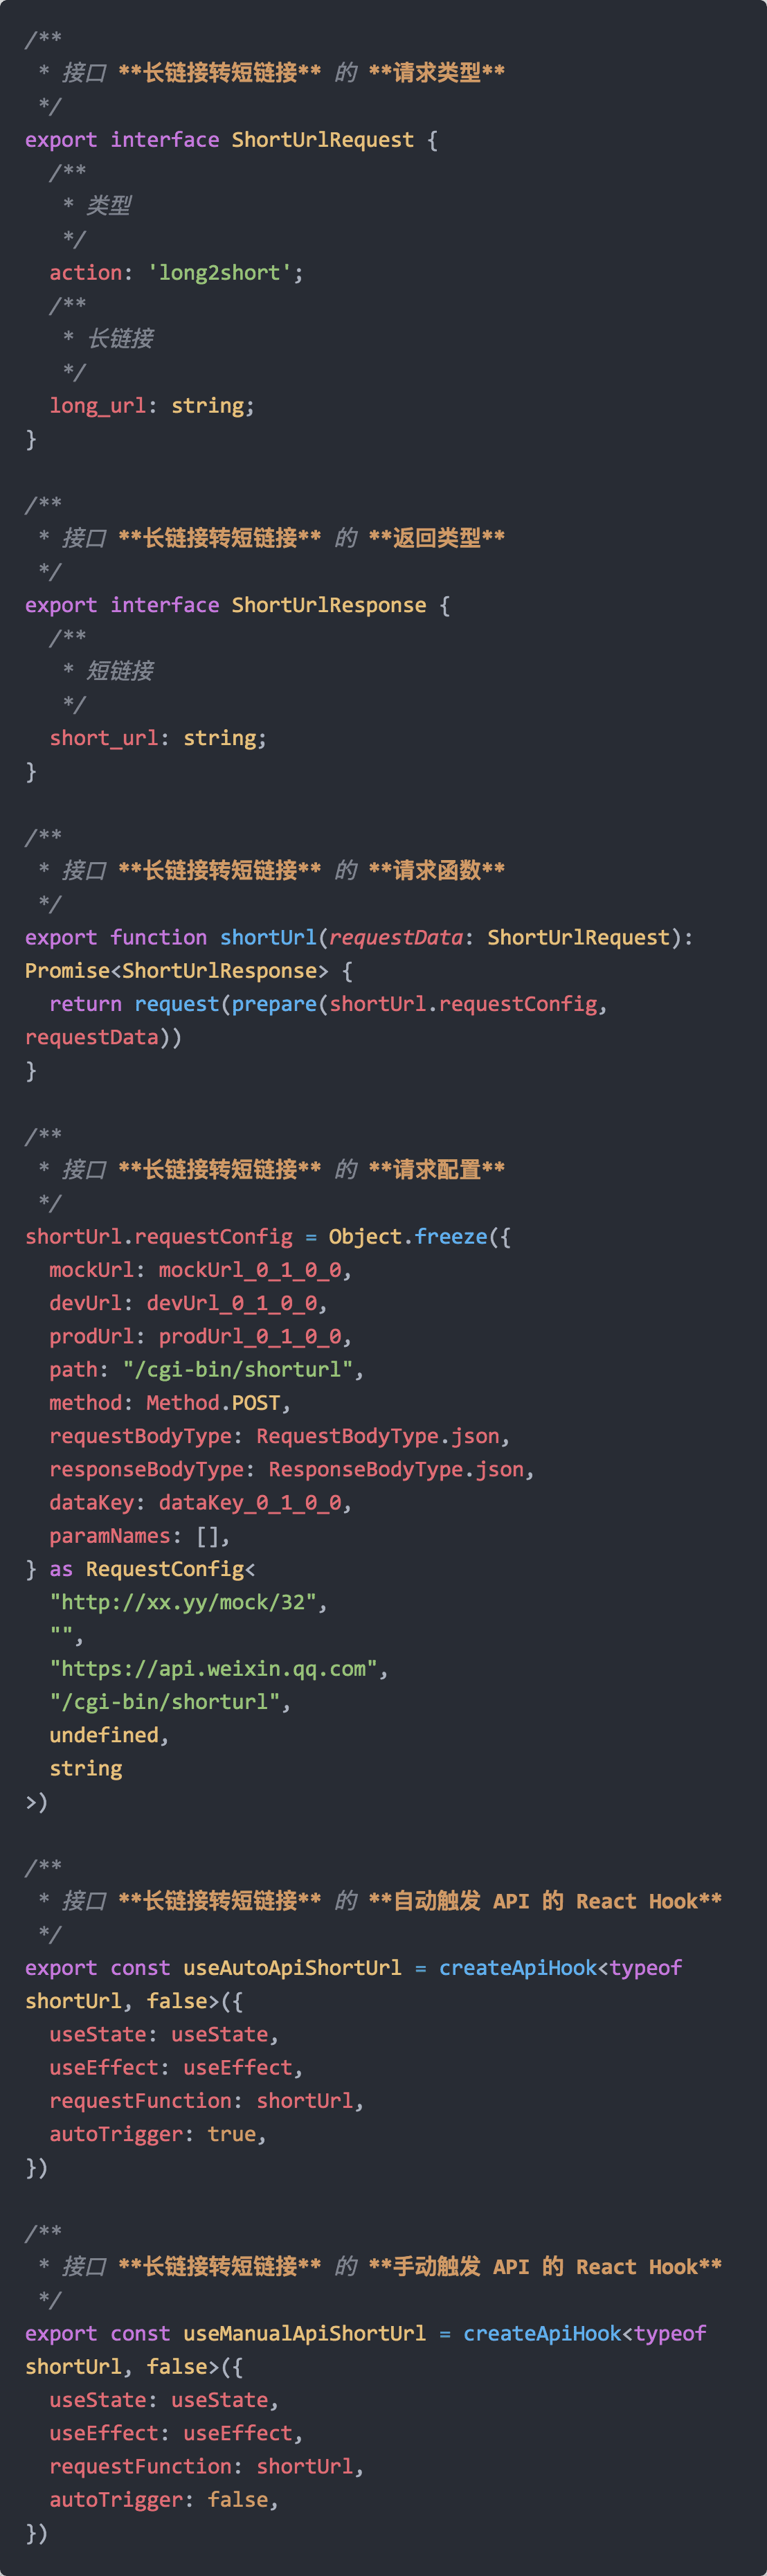 /**
 * 接口 **长链接转短链接** 的 **请求类型**
 */
export interface ShortUrlRequest {
  /**
   * 类型
   */
  action: 'long2short';
  /**
   * 长链接
   */
  long_url: string;
}

/**
 * 接口 **长链接转短链接** 的 **返回类型**
 */
export interface ShortUrlResponse {
  /**
   * 短链接
   */
  short_url: string;
}

/**
 * 接口 **长链接转短链接** 的 **请求函数**
 */
export function shortUrl(requestData: ShortUrlRequest):
Promise<ShortUrlResponse> {
  return request(prepare(shortUrl.requestConfig,
requestData))
}

/**
 * 接口 **长链接转短链接** 的 **请求配置**
 */
shortUrl.requestConfig = Object.freeze({
  mockUrl: mockUrl_0_1_0_0,
  devUrl: devUrl_0_1_0_0,
  prodUrl: prodUrl_0_1_0_0,
  path: "/cgi-bin/shorturl",
  method: Method.POST,
  requestBodyType: RequestBodyType.json,
  responseBodyType: ResponseBodyType.json,
  dataKey: dataKey_0_1_0_0,
  paramNames: [],
} as RequestConfig<
  "http://xx.yy/mock/32",
  "",
  "https://api.weixin.qq.com",
  "/cgi-bin/shorturl",
  undefined,
  string
>)

/**
 * 接口 **长链接转短链接** 的 **自动触发 API 的 React Hook**
 */
export const useAutoApiShortUrl = createApiHook<typeof
shortUrl, false>({
  useState: useState,
  useEffect: useEffect,
  requestFunction: shortUrl,
  autoTrigger: true,
})

/**
 * 接口 **长链接转短链接** 的 **手动触发 API 的 React Hook**
 */
export const useManualApiShortUrl = createApiHook<typeof
shortUrl, false>({
  useState: useState,
  useEffect: useEffect,
  requestFunction: shortUrl,
  autoTrigger: false,
})